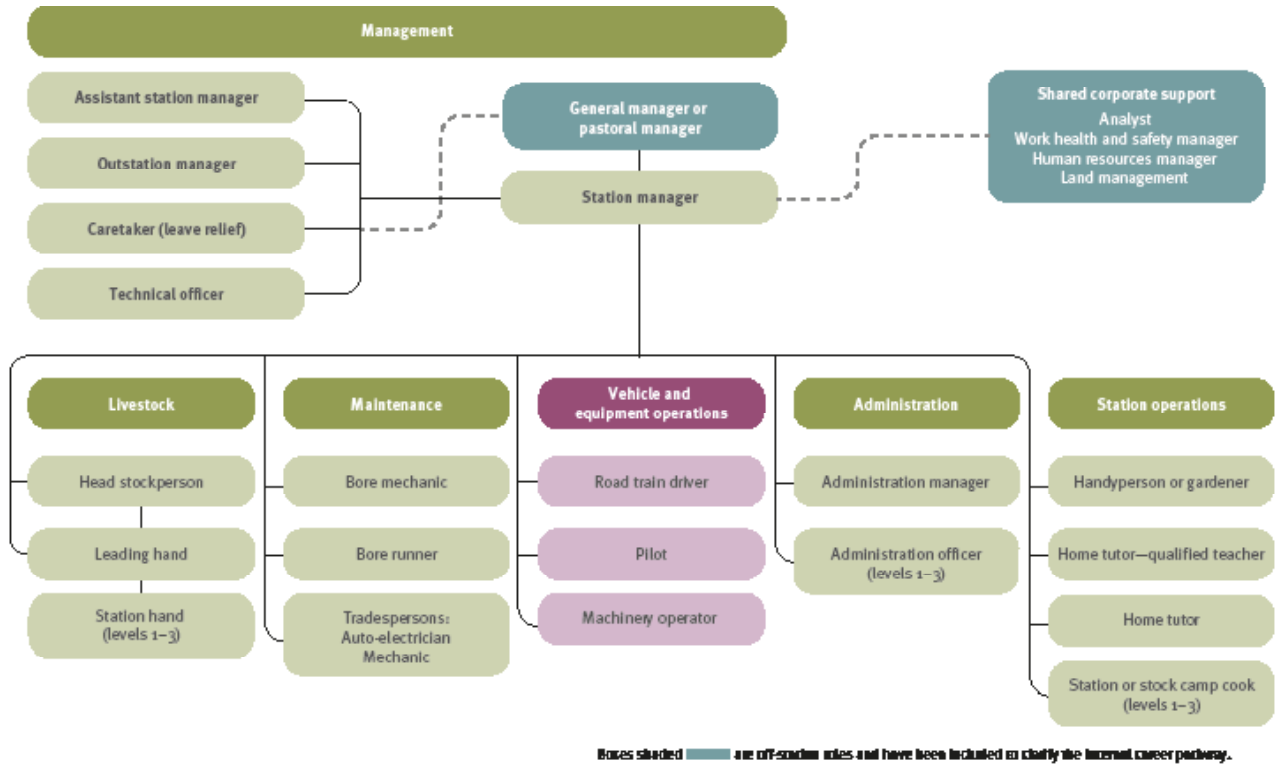 Management
Assistant station manager
Outstation manager
Caretaker (leave relief)
Technical officer
General manager or
pastoral manager
Station manager
Shared corporate support
Analyst
Work health and safety manager
Human resources manager
Land management
Livestock
Head stockperson
Leading hand
Station hand
(levels 1–3)
Maintenance
Bore mechanic
Bore runner
Tradespersons:
Auto-electrician
Mechanic
Vehicle and
equipment operations
Road train driver
Pilot
Machinery operator
Administration
Administration manager
Administration officer
(levels 1–3)
Station operations
Handyperson or gardener
Home tutor—qualified teacher
Home tutor
Station or stock camp cook
(levels 1–3)
Boxes shaded are off-station roles and have been included to clarify the internal career pathway.